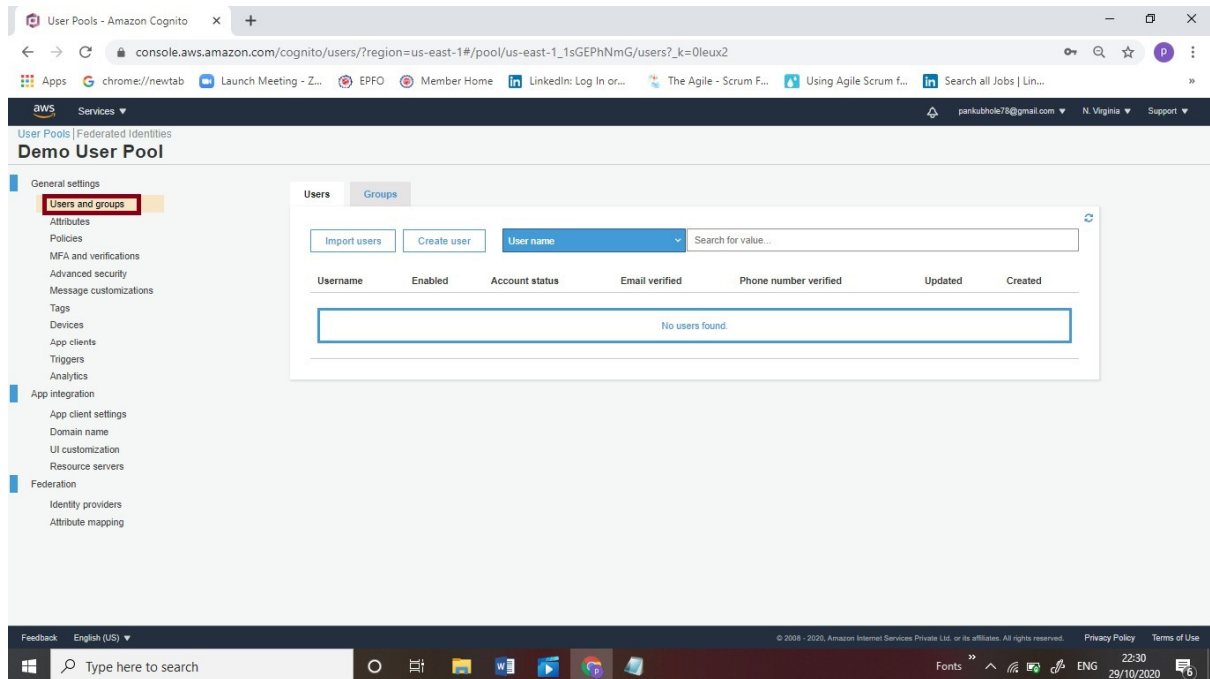 User Pools - Amazon Cognito
console.aws.amazon.com/cognito/users/?region=us-east-1#/pool/us-east-1_1sGEPhNmG/users?_k=0leux2
p
Apps chrome://newtab Launch Meeting - Z... EPFO Member Home LinkedIn: Log In or... The Agile - Scrum F... Using Agile Scrum f... Search all Jobs | Lin... »
aws Services pankubhole78@gmail.com N. Virginia Support
User Pools | Federated Identities
Demo User Pool
General settings
Users and groups
Attributes
Policies
MFA and verifications
Advanced security
Message customizations
Tags
Devices
App clients
Triggers
Analytics
App integration
App client settings
Domain name
UI customization
Resource servers
Federation
Identity providers
Attribute mapping
Users Groups
Import users Create user User name Search for value...
Username Enabled Account status Email verified Phone number verified Updated Created
No users found.
Feedback English (US) © 2008 - 2020, Amazon Internet Services Private Ltd. or its affiliates. All rights reserved. Privacy Policy Terms of Use
Type here to search Fonts » ENG 22:30
29/10/2020 6